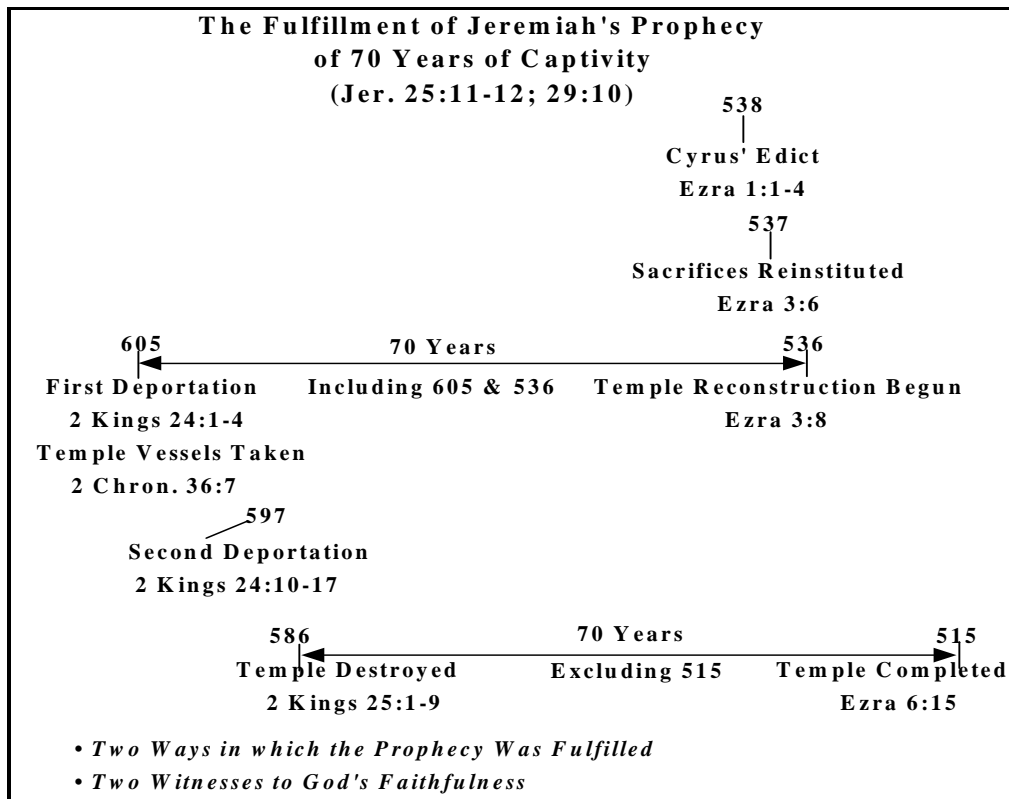 The Fulfillment of Jeremiah's Prophecy
of 70 Years of Captivity
(Jer. 25:11-12; 29:10)
538
Cyrus' Edict
Ezra 1:1-4
537
Sacrifices Reinstituted
Ezra 3:6
605 70 Years 536
First Deportation Including 605 & 536 Temple Reconstruction Begun
2 Kings 24:1-4 Ezra 3:8
Temple Vessels Taken
2 Chron. 36:7
597
Second Deportation
2 Kings 24:10-17
586 70 Years 515
Temple Destroyed Excluding 515 Temple Completed
2 Kings 25:1-9 Ezra 6:15
• Two Ways in which the Prophecy Was Fulfilled
• Two Witnesses to God's Faithfulness